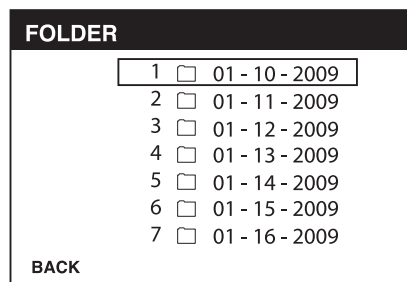 FOLDER
1 01 - 10 - 2009
2 01 - 11 - 2009
3 01 - 12 - 2009
4 01 - 13 - 2009
5 01 - 14 - 2009
6 01 - 15 - 2009
7 01 - 16 - 2009
BACK